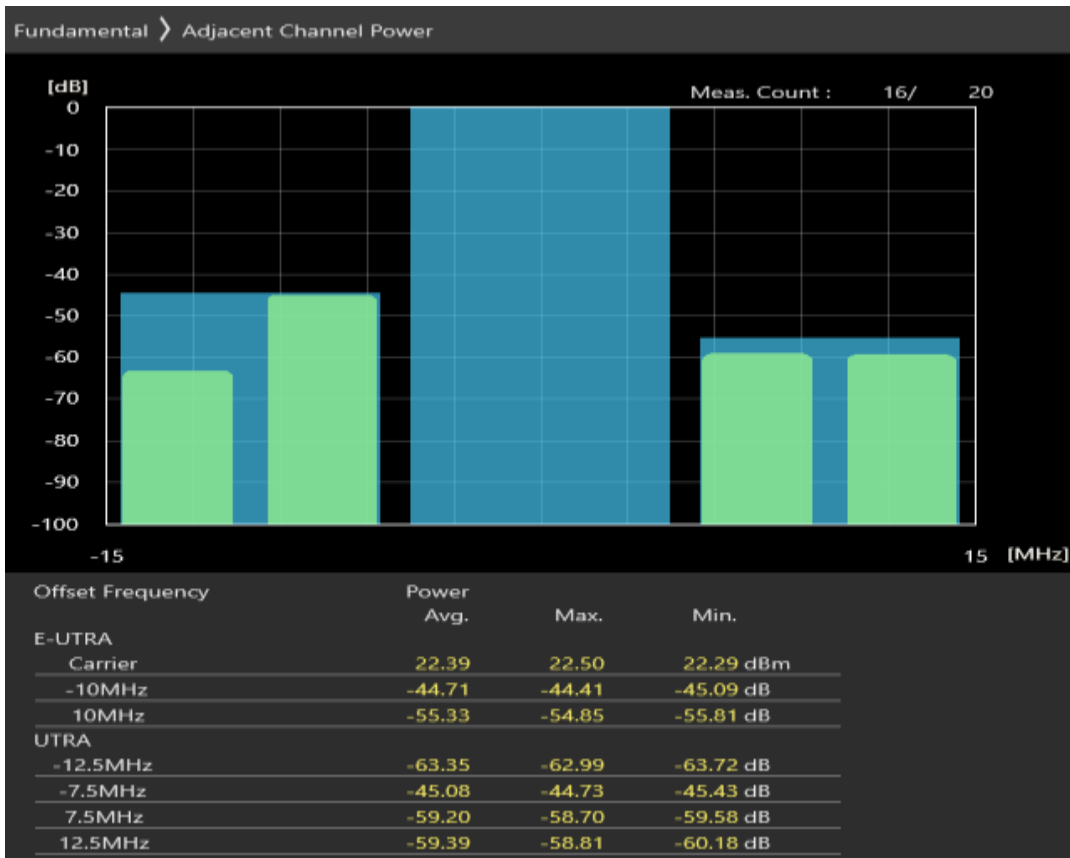 Fundamental ❯ Adjacent Channel Power
[dB]
Meas. Count : 16/ 20
0
-10
-20
-30
-40
-50
-60
-70
-80
-90
-100
-15 15 [MHz]
Offset Frequency Power
Avg. Max. Min.
E-UTRA
Carrier 22.39 22.50 22.29 dBm
-10MHz -44.71 -44.41 -45.09 dB
10MHz -55.33 -54.85 -55.81 dB
UTRA
-12.5MHz -63.35 -62.99 -63.72 dB
-7.5MHz -45.08 -44.73 -45.43 dB
7.5MHz -59.20 -58.70 -59.58 dB
12.5MHz -59.39 -58.81 -60.18 dB